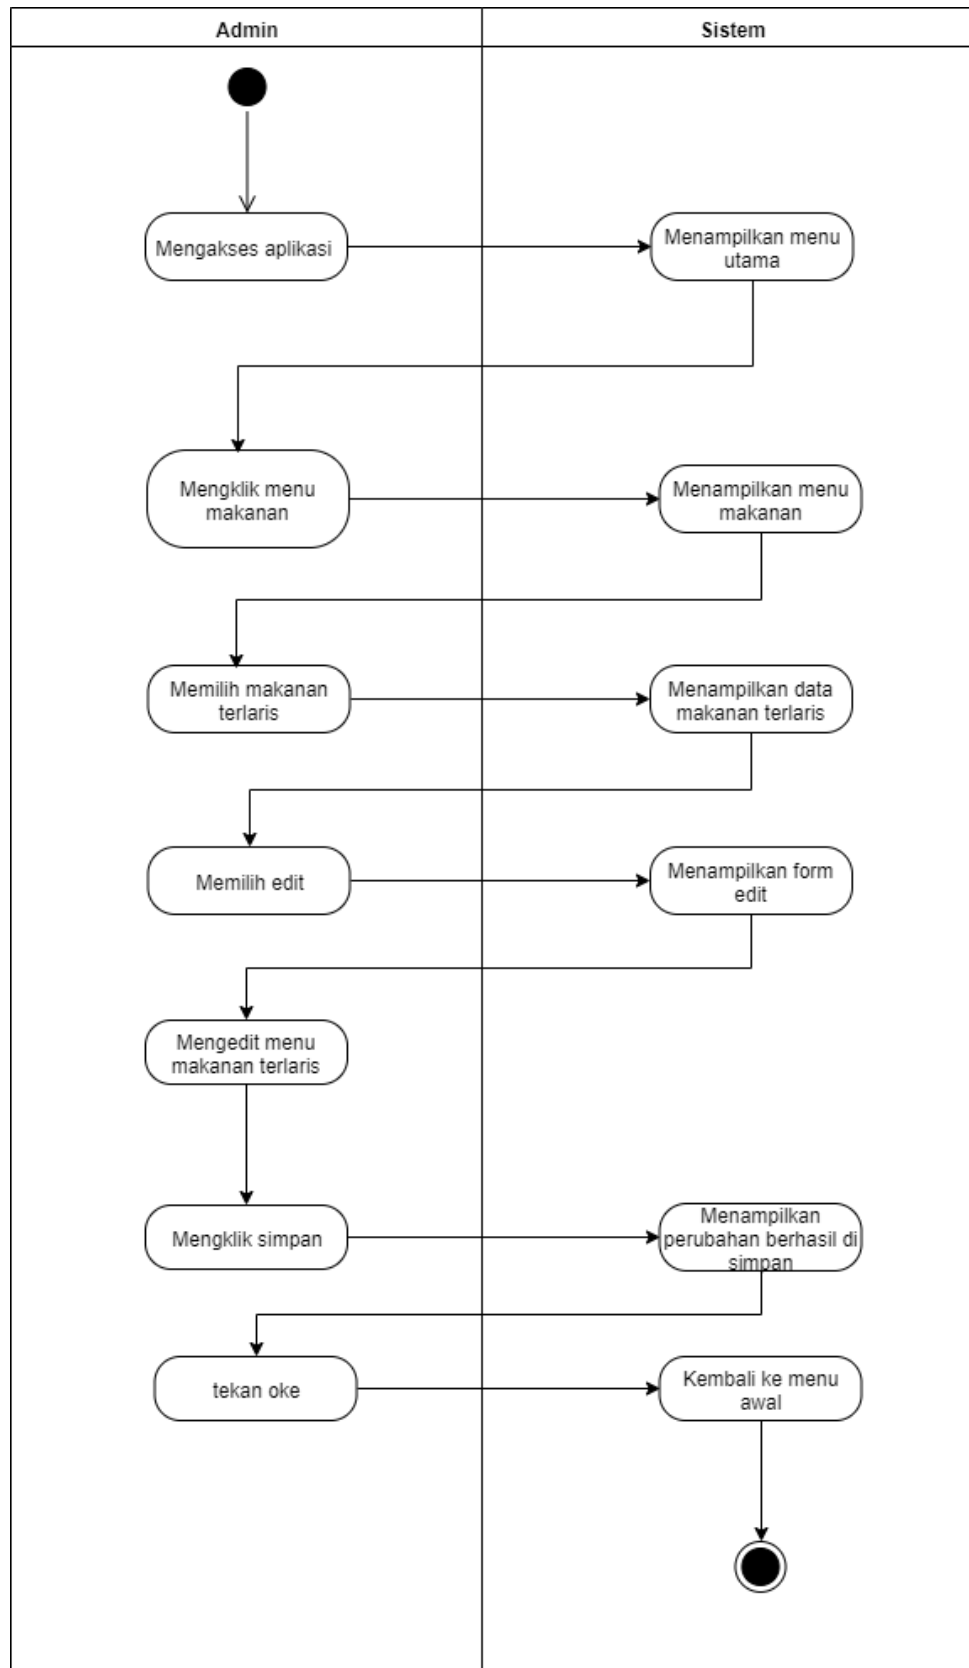 Admin
Sistem
Mengakses aplikasi
Menampilkan menu
utama
Mengklik menu
makanan
Menampilkan menu
makanan
Memilih makanan
terlaris
Menampilkan data
makanan terlaris
Memilih edit
Menampilkan form
edit
Mengedit menu
makanan terlaris
Mengklik simpan
Menampilkan
perubahan berhasil di
simpan
tekan oke
Kembali ke menu
awal